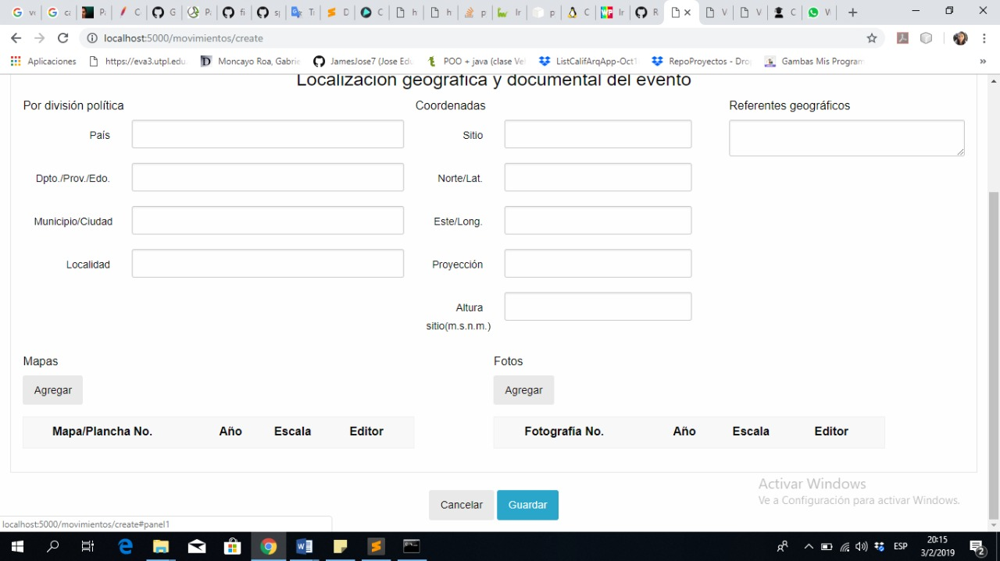 localhost:5000/movimientos/create
Aplicaciones
https://eva3.utpl.edu.
Moncayo Roa, Gabrie
JamesJose7 (Jose Edu
POO + java (clase Vel
ListCalifArqApp-Oct1
RepoProyectos - Drop
Gambas Mis Program
»
Localización geográfica y documental del evento
Por división política
Coordenadas
Referentes geográficos
País
Sitio
Dpto./Prov./Edo.
Norte/Lat.
Municipio/Ciudad
Este/Long.
Localidad
Proyección
Altura
sitio(m.s.n.m.)
Mapas
Fotos
Agregar
Agregar
Mapa/Plancha No. Año Escala Editor
Fotografía No. Año Escala Editor
Activar Windows
Ve a Configuración para activar Windows.
Cancelar
Guardar
localhost:5000/movimientos/create#panel1
ESP
20:15
3/2/2019
2